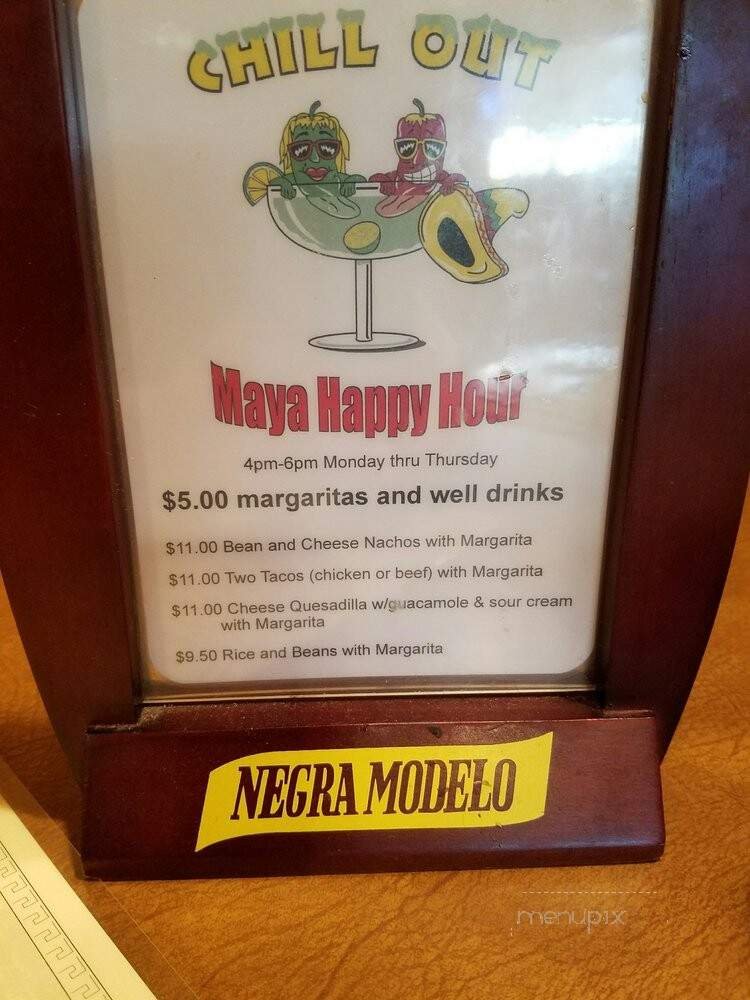 CHILL OUT
Maya Happy Hour
4pm-6pm Monday thru Thursday
$5.00 margaritas and well drinks
$11.00 Bean and Cheese Nachos with Margarita
$11.00 Two Tacos (chicken or beef) with Margarita
$11.00 Cheese Quesadilla w/guacamole & sour cream
with Margarita
$9.50 Rice and Beans with Margarita
NEGRA MODELO
menupix